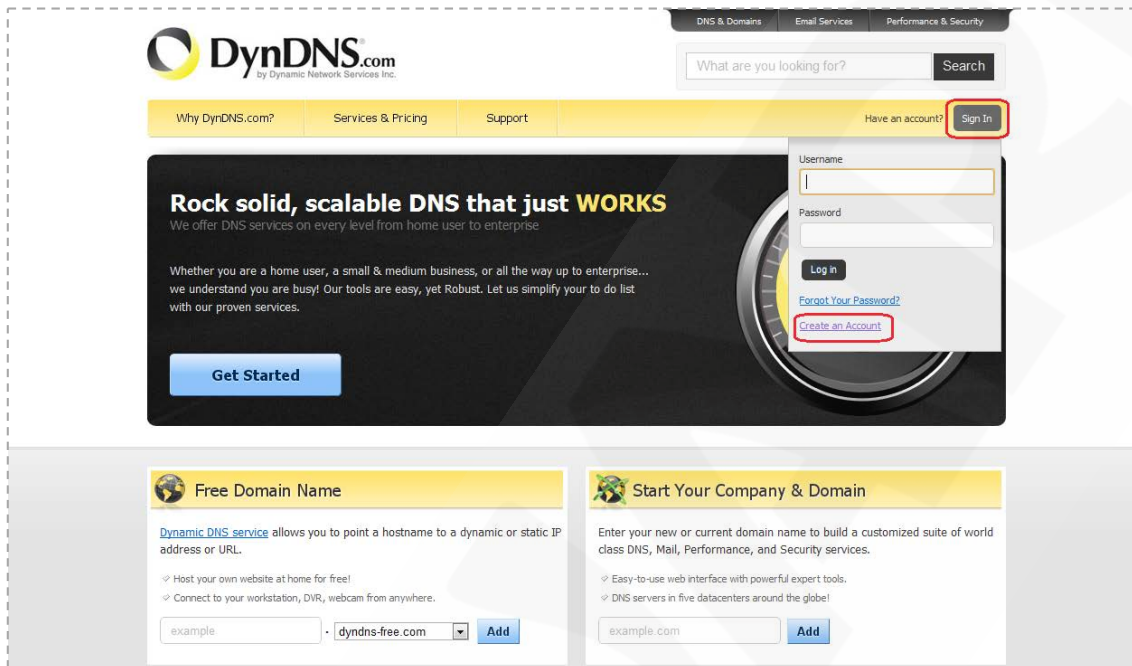 DNS & Domains Email Services Performance & Security
DynDNS.com
by Dynamic Network Services Inc.
What are you looking for? Search
Why DynDNS.com? Services & Pricing Support Have an account? Sign In
Username
Password
Log in
Forgot Your Password?
Create an Account
Rock solid, scalable DNS that just WORKS
We offer DNS services on every level from home user to enterprise
Whether you are a home user, a small & medium business, or all the way up to enterprise...
we understand you are busy! Our tools are easy, yet Robust. Let us simplify your to do list
with our proven services.
Get Started
Free Domain Name
Dynamic DNS service allows you to point a hostname to a dynamic or static IP
address or URL.
Host your own website at home for free!
Connect to your workstation, DVR, webcam from anywhere.
example . dyndns-free.com Add
Start Your Company & Domain
Enter your new or current domain name to build a customized suite of world
class DNS, Mail, Performance, and Security services.
Easy-to-use web interface with powerful expert tools.
DNS servers in five datacenters around the globe!
example.com Add